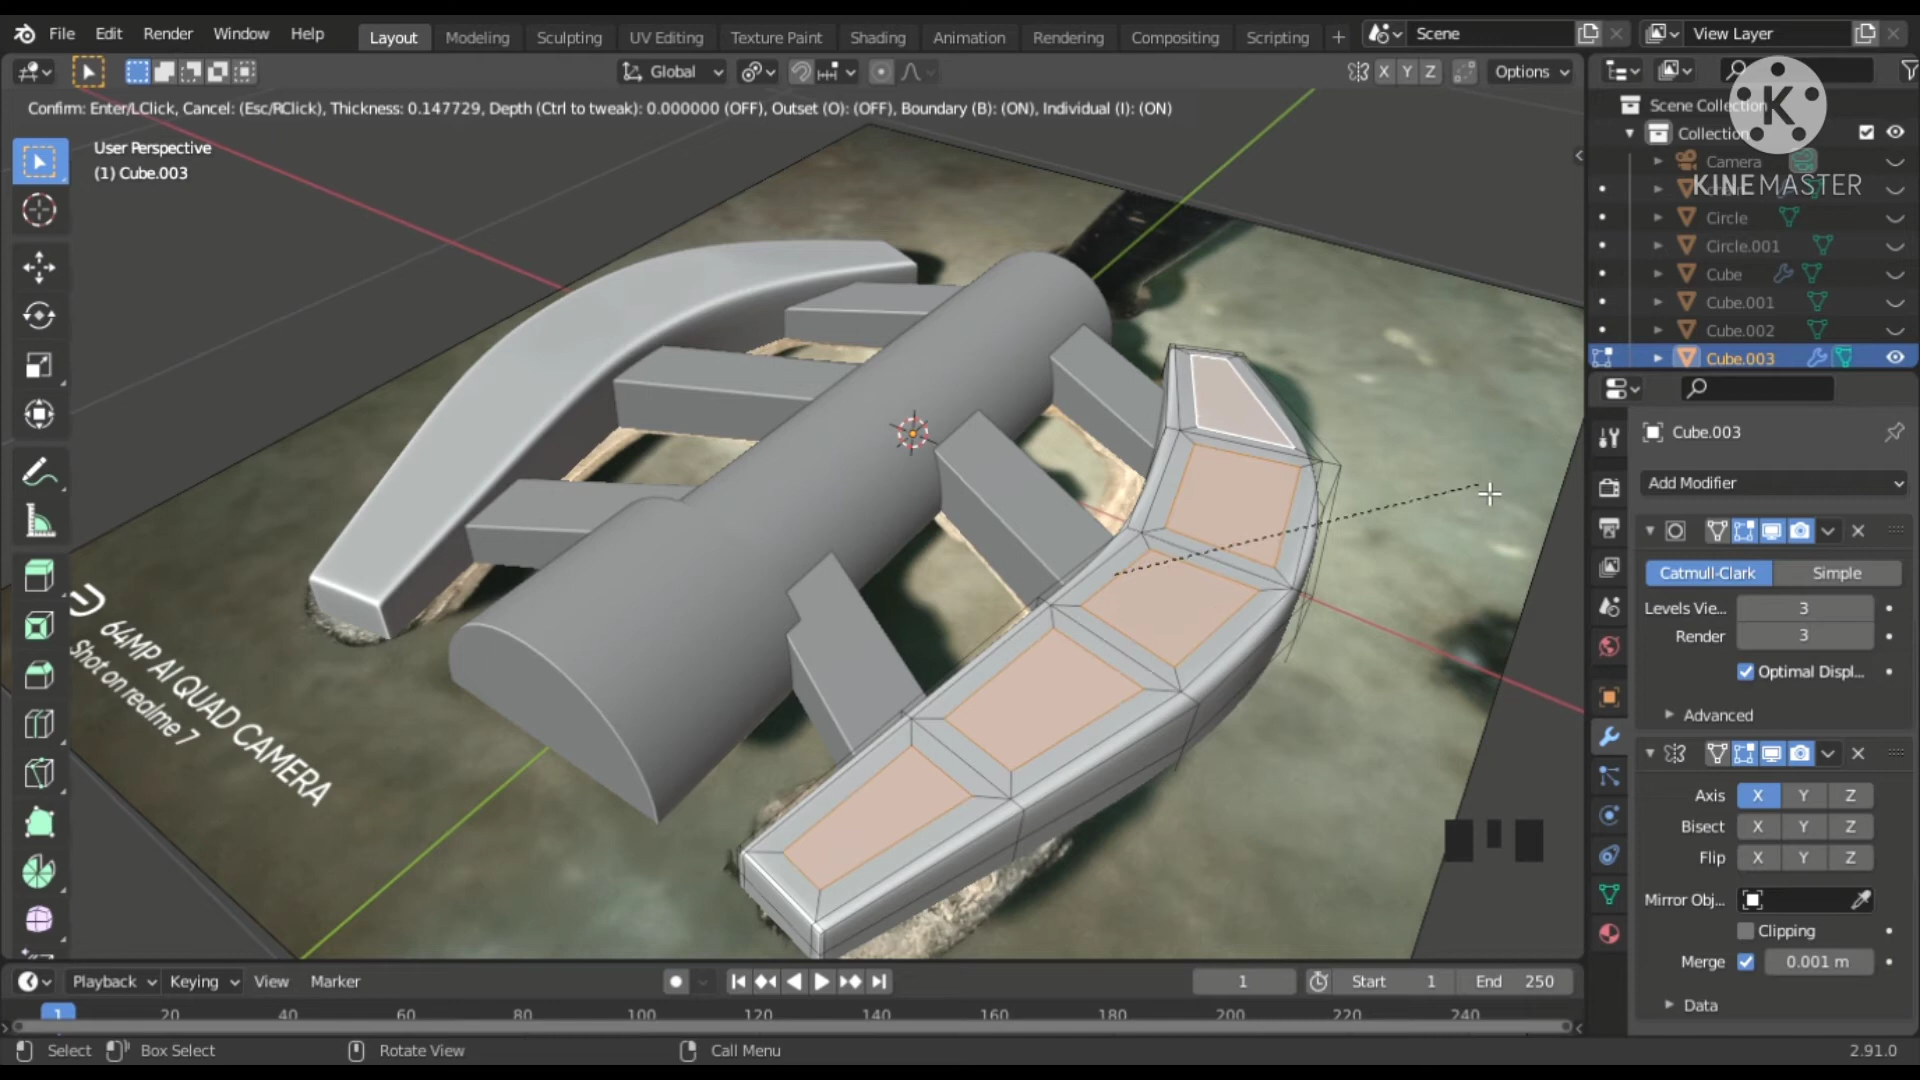 File Edit Render Window Help Layout Modeling Sculpting UV Editing Texture Paint Shading Animation Rendering Compositing Scripting + Scene View Layer
Global X Y Z Options
Confirm: Enter/LClick, Cancel: (Esc/RClick), Thickness: 0.147729, Depth (Ctrl to tweak): 0.000000 (OFF), Outset (O): (OFF), Boundary (B): (ON), Individual (I): (ON)
User Perspective
(1) Cube.003
64MP AI QUAD CAMERA
Shot on realme 7
Scene Collection
Collection
Camera
K
KINEMASTER
Circle
Circle.001
Cube
Cube.001
Cube.002
Cube.003
Cube.003
Add Modifier
Catmull-Clark Simple
Levels Vie... 3
Render 3
Optimal Displ...
Advanced
Axis X Y Z
Bisect X Y Z
Flip X Y Z
Mirror Obj...
Clipping
Merge 0.001 m
Data
Playback Keying View Marker 1 Start 1 End 250
1 20 40 60 80 100 120 140 160 180 200 220 240
Select Box Select Rotate View Call Menu 2.91.0